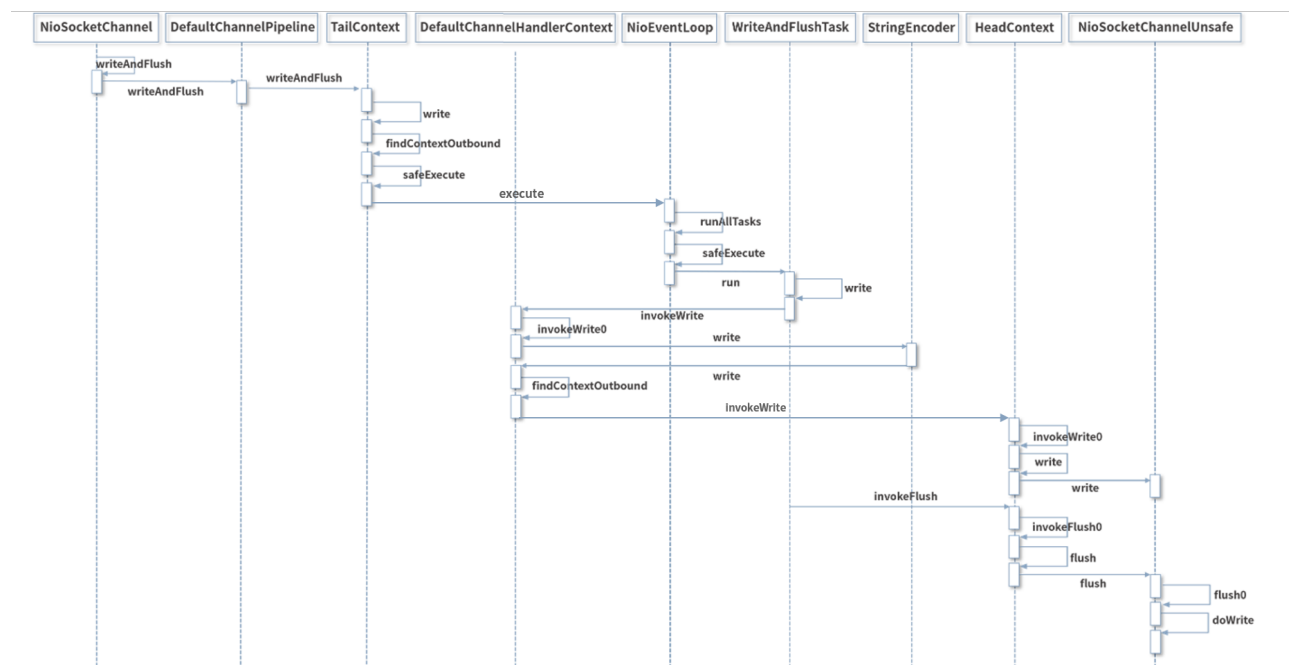 NioSocketChannel
DefaultChannelPipeline
TailContext
DefaultChannelHandlerContext
NioEventLoop
WriteAndFlushTask
StringEncoder
HeadContext
NioSocketChannelUnsafe
writeAndFlush
writeAndFlush
writeAndFlush
write
findContextOutbound
safeExecute
execute
runAllTasks
safeExecute
run
write
invokeWrite
invokeWrite0
write
write
findContextOutbound
invokeWrite
invokeWrite0
write
write
invokeFlush
invokeFlush0
flush
flush
flush0
doWrite